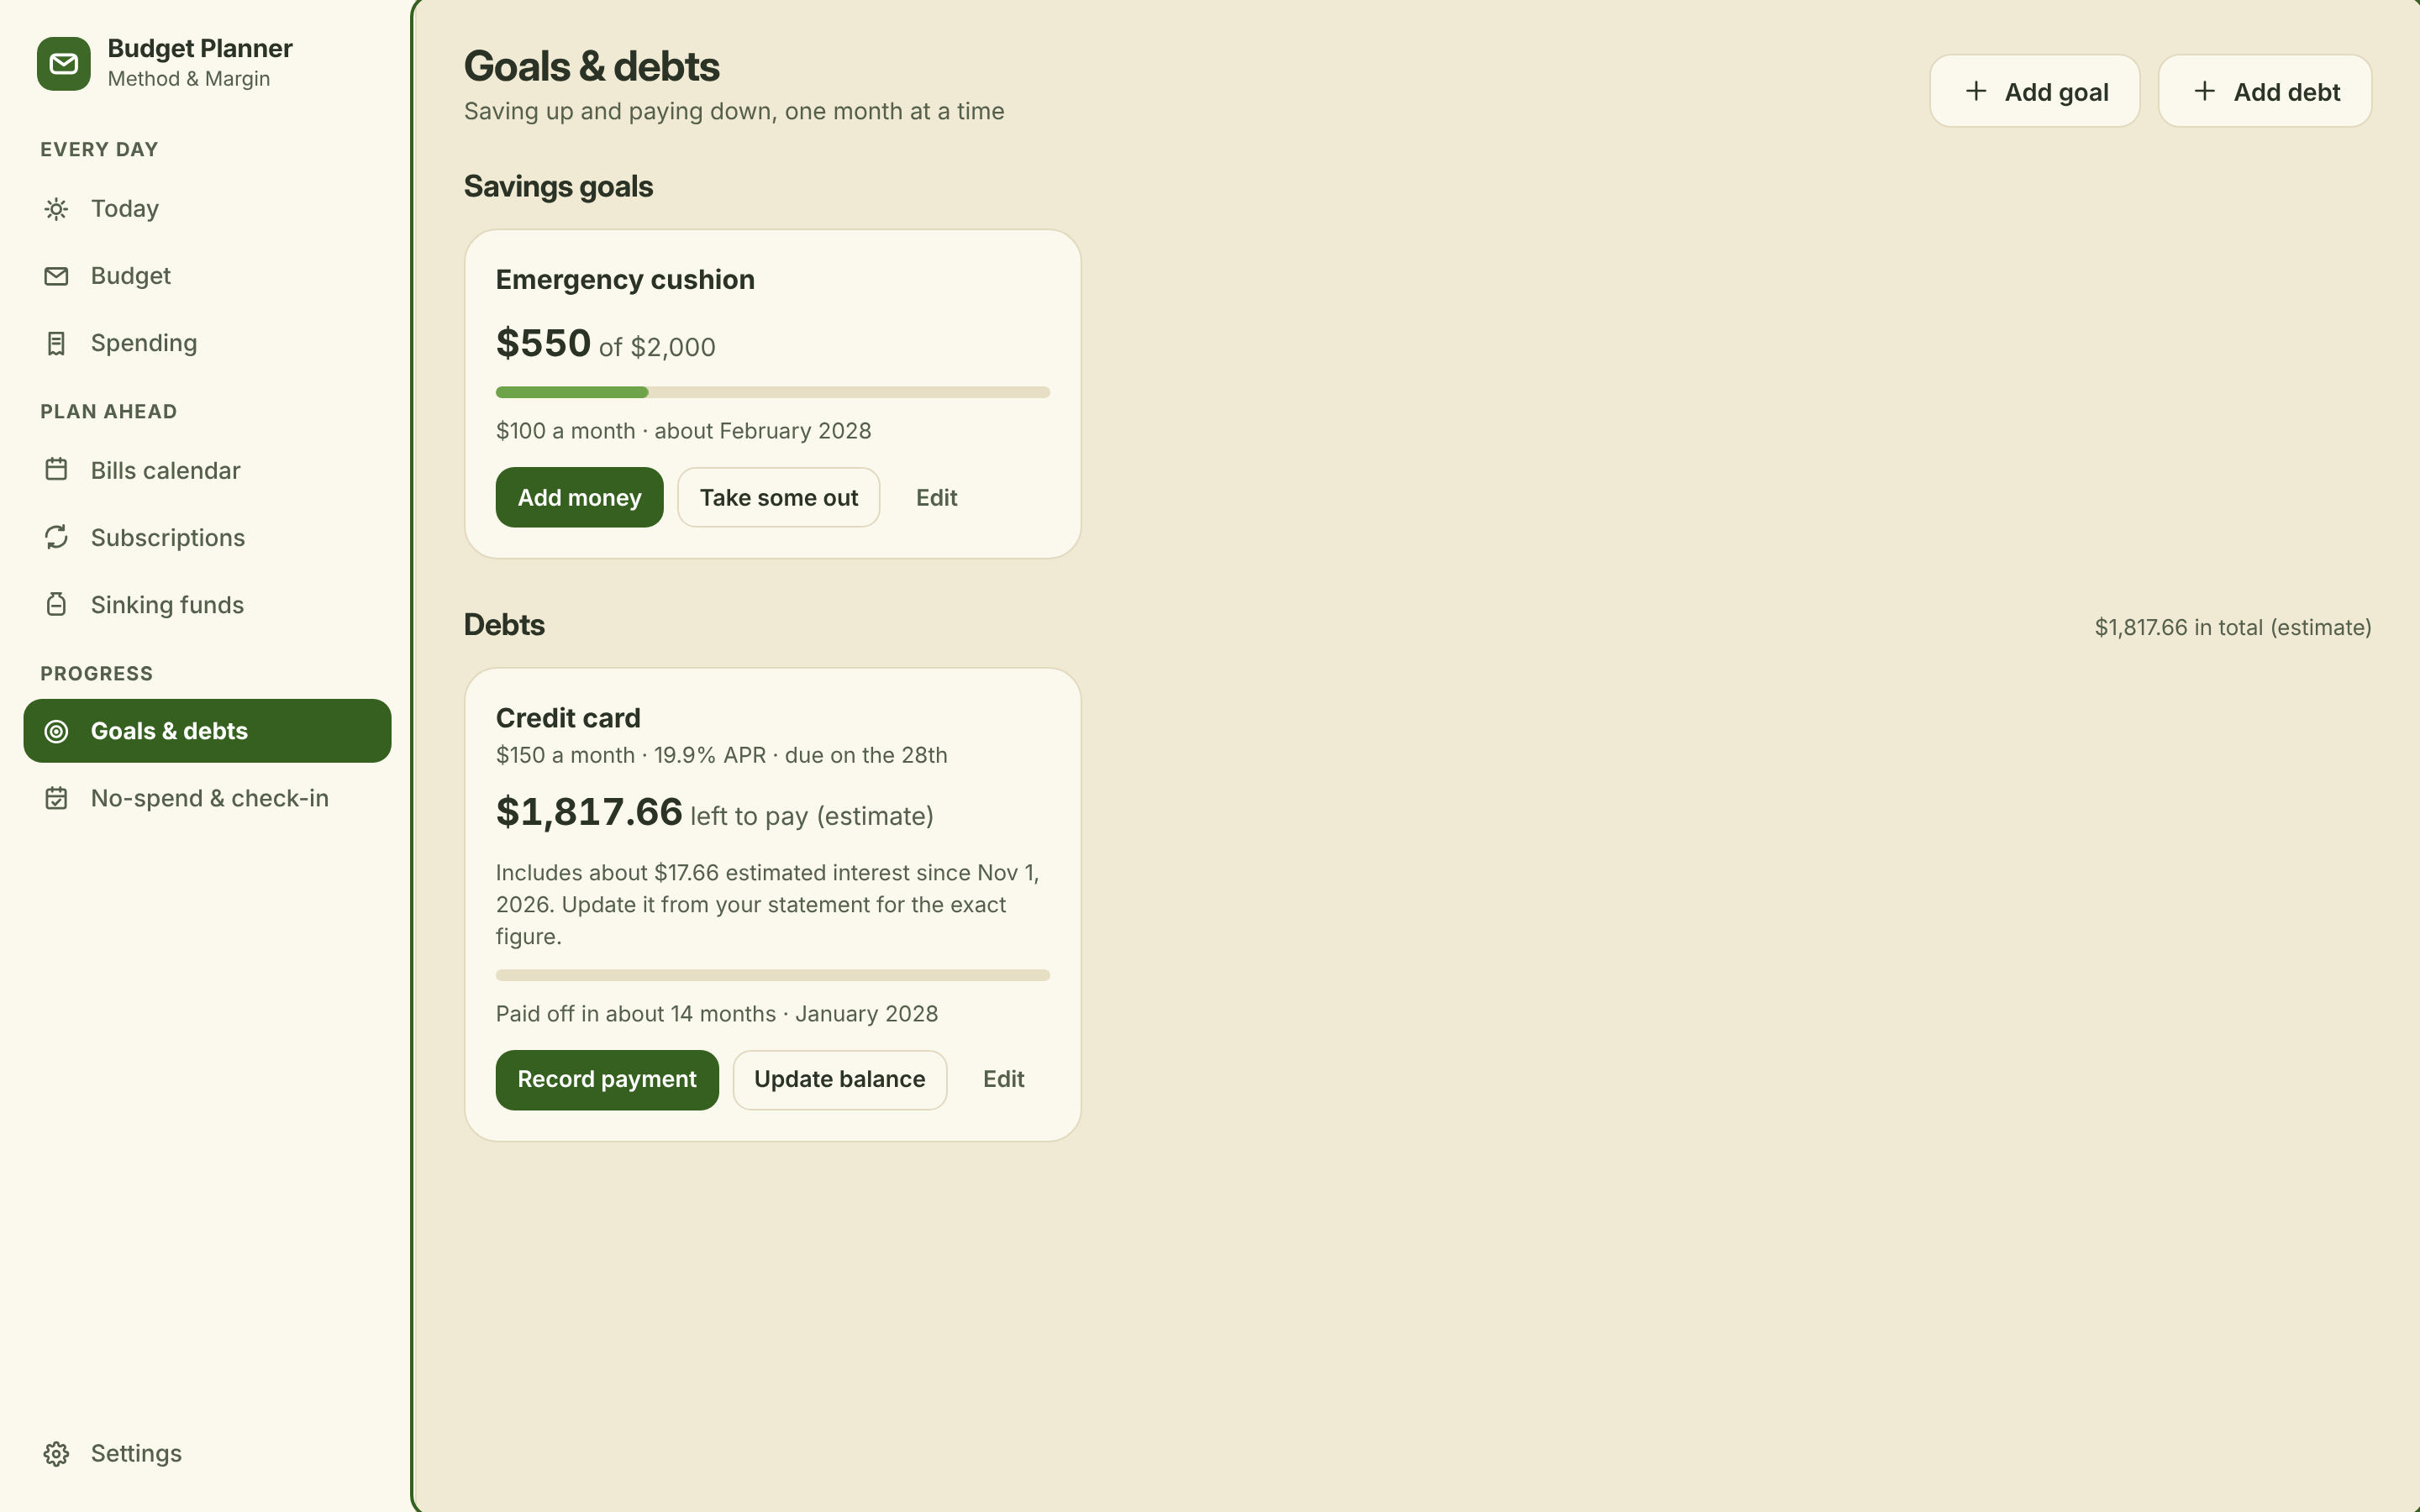 Budget Planner
Method & Margin
EVERY DAY
Today
Budget
Spending
PLAN AHEAD
Bills calendar
Subscriptions
Sinking funds
PROGRESS
Goals & debts
No-spend & check-in
Settings
Goals & debts
Saving up and paying down, one month at a time
Add goal
Add debt
Savings goals
Emergency cushion
$550 of $2,000
$100 a month · about February 2028
Add money
Take some out
Edit
Debts
$1,817.66 in total (estimate)
Credit card
$150 a month · 19.9% APR · due on the 28th
$1,817.66 left to pay (estimate)
Includes about $17.66 estimated interest since Nov 1,
2026. Update it from your statement for the exact
figure.
Paid off in about 14 months · January 2028
Record payment
Update balance
Edit